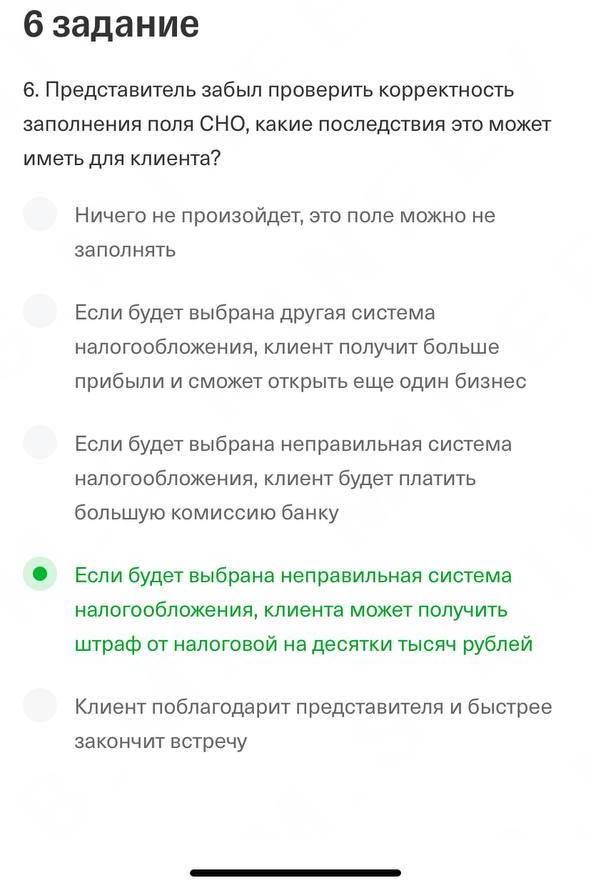 6 задание
6. Представитель забыл проверить корректность
заполнения поля СНО, какие последствия это может
иметь для клиента?
Ничего не произойдет, это поле можно не
заполнять
Если будет выбрана другая система
налогообложения, клиент получит больше
прибыли и сможет открыть еще один бизнес
Если будет выбрана неправильная система
налогообложения, клиент будет платить
большую комиссию банку
Если будет выбрана неправильная система
налогообложения, клиента может получить
штраф от налоговой на десятки тысяч рублей
Клиент поблагодарит представителя и быстрее
закончит встречу